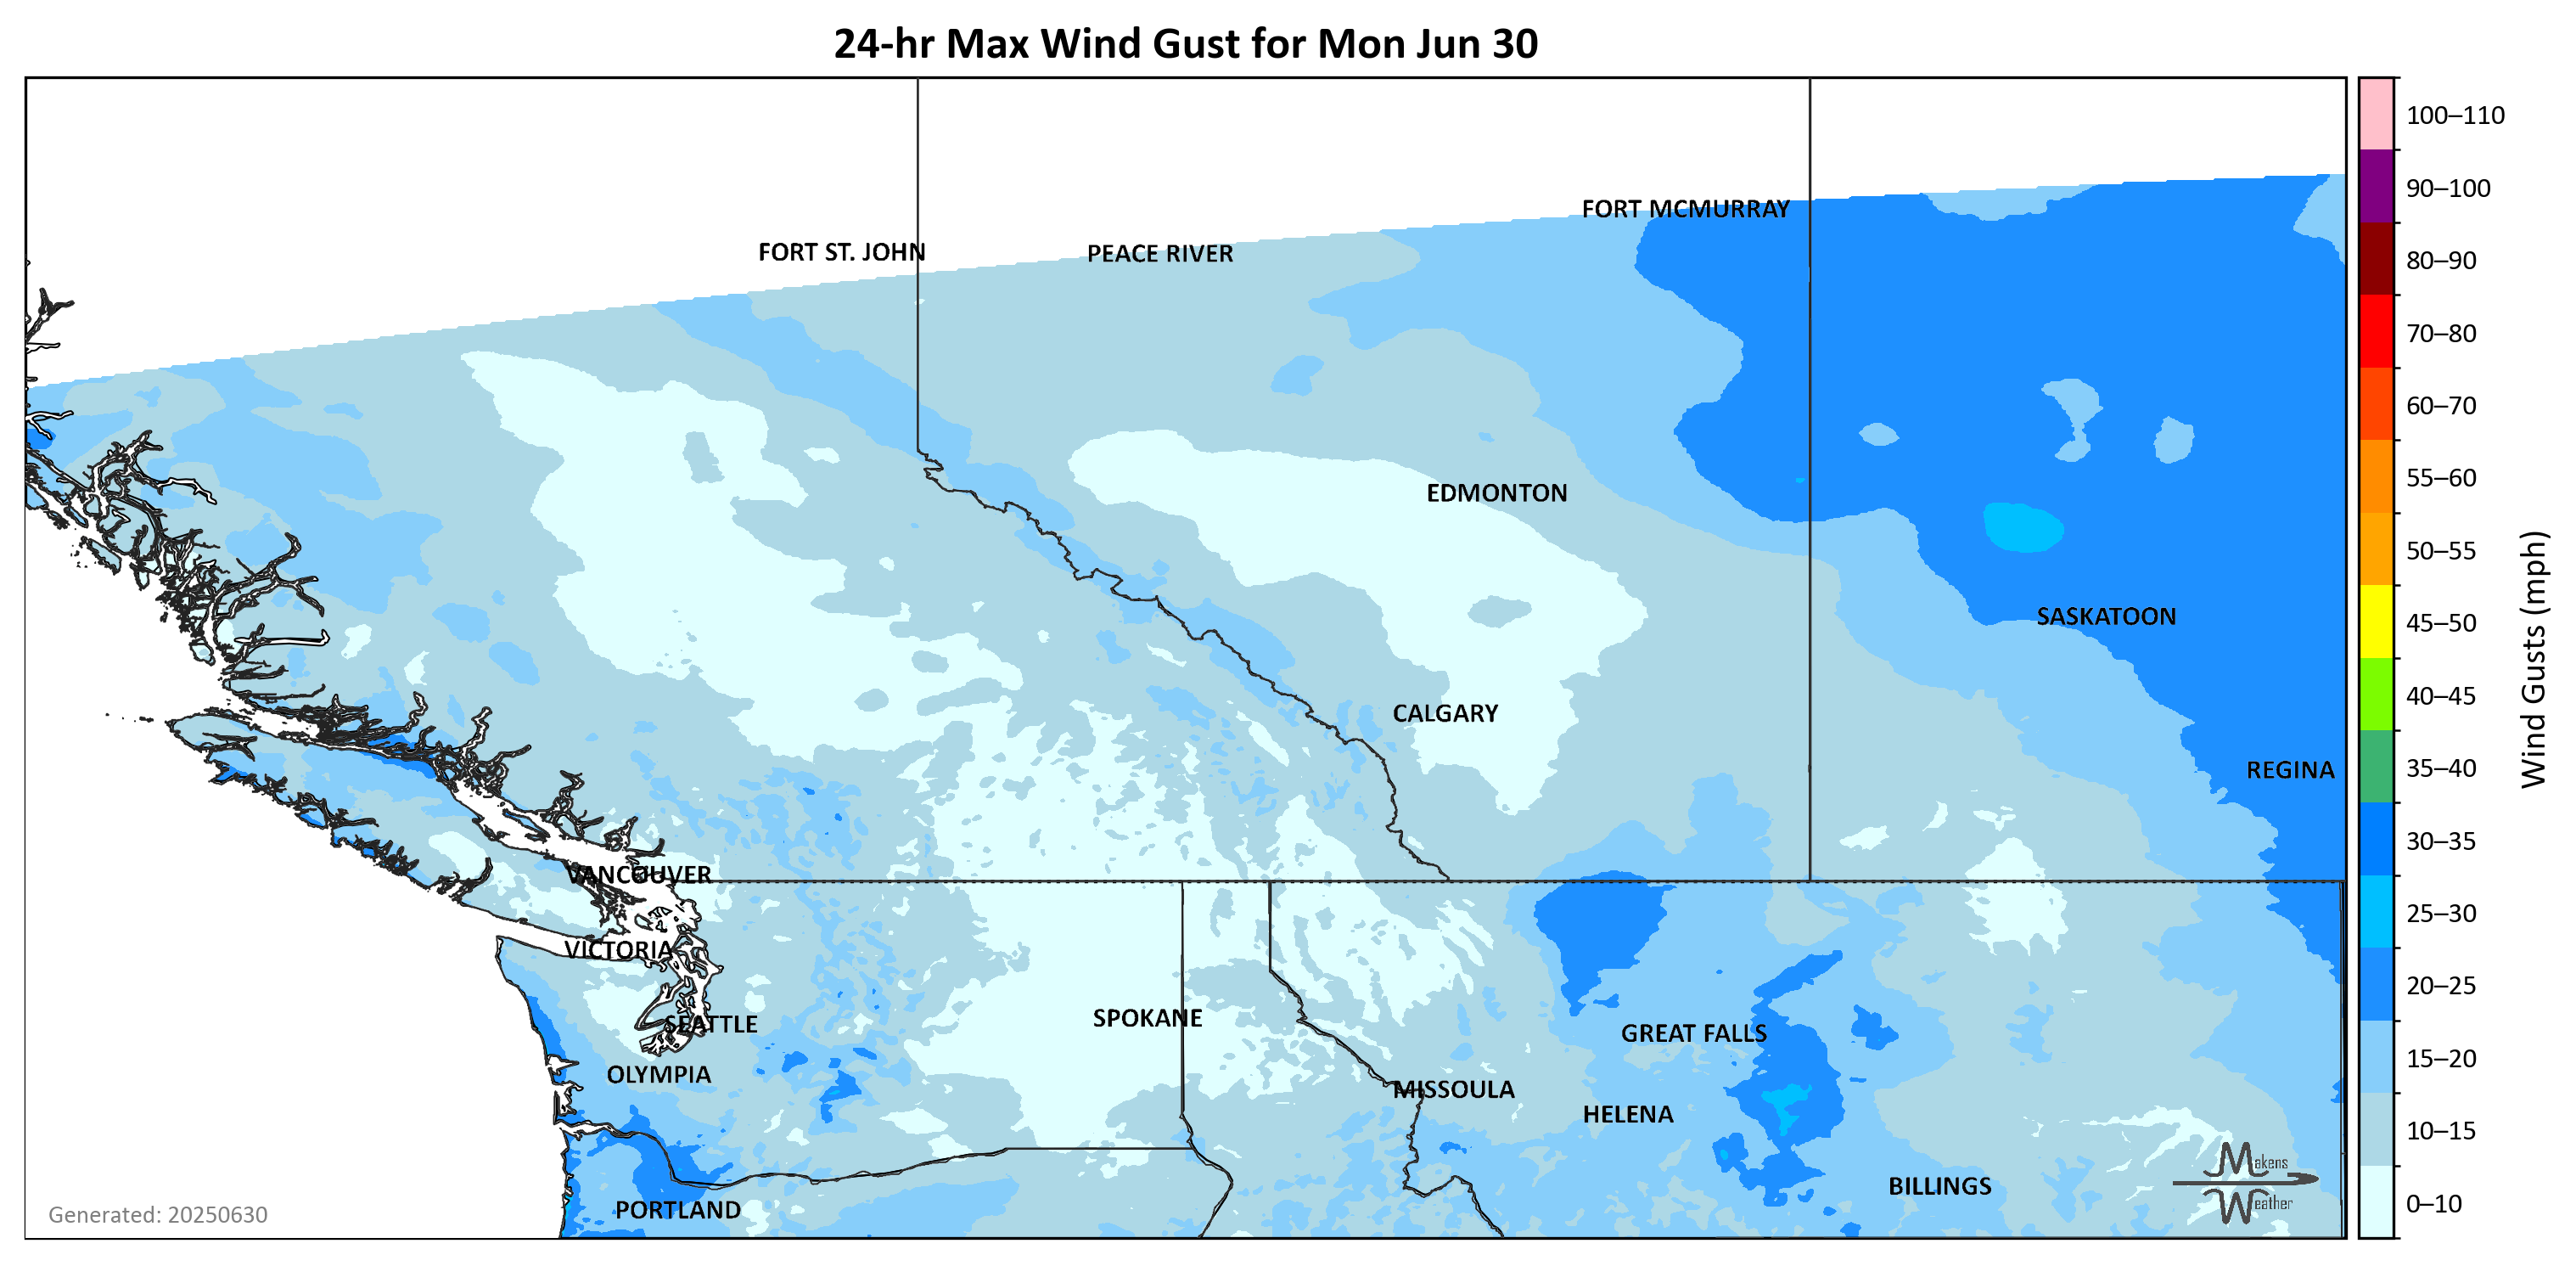 24-hr Max Wind Gust for Mon Jun 30
100–110
90–100
80–90
70–80
60–70
55–60
50–55
45–50
40–45
35–40
30–35
25–30
20–25
15–20
10–15
0–10
Wind Gusts (mph)
FORT MCMURRAY
FORT ST. JOHN
PEACE RIVER
EDMONTON
SASKATOON
CALGARY
REGINA
VANCOUVER
VICTORIA
SEATTLE
SPOKANE
GREAT FALLS
OLYMPIA
MISSOULA
HELENA
BILLINGS
PORTLAND
Makens
Weather
Generated: 20250630